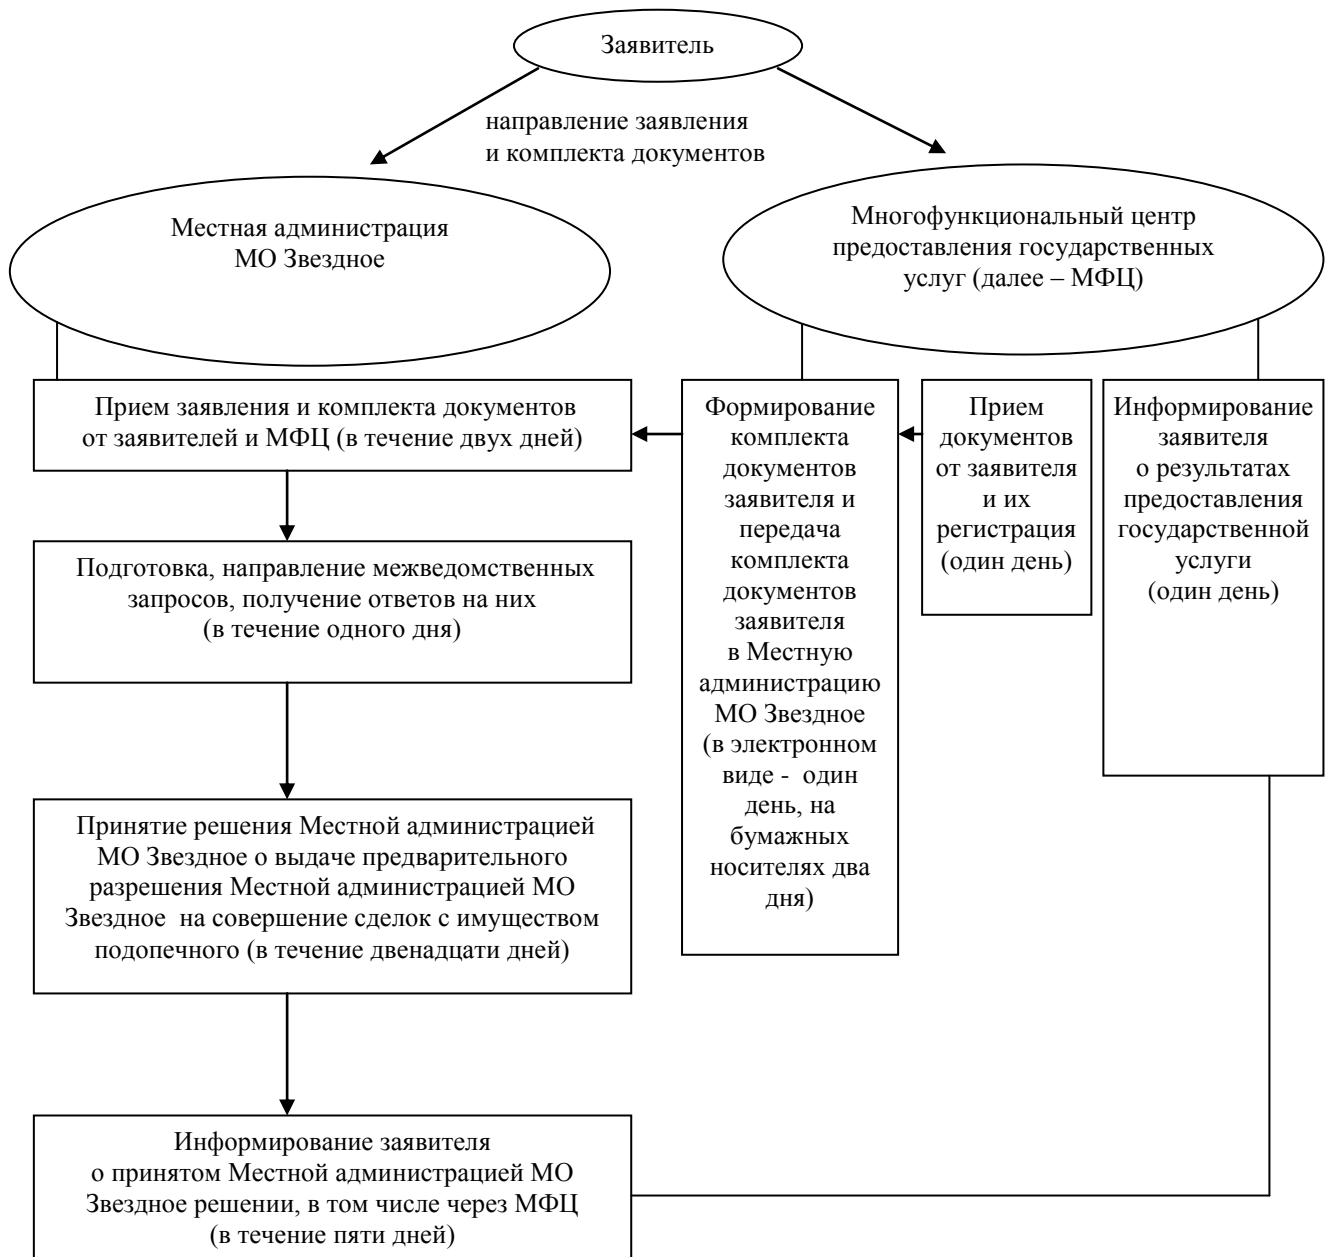 Заявитель
направление заявления
и комплекта документов
Местная администрация
МО Звездное
Многофункциональный центр
предоставления государственных
услуг (далее – МФЦ)
Прием заявления и комплекта документов
от заявителей и МФЦ (в течение двух дней)
Формирование
комплекта
документов
заявителя и
передача
комплекта
документов
заявителя
в Местную
администрацию
МО Звездное
(в электронном
виде -  один
день, на
бумажных
носителях два
дня)
Прием
документов
от заявителя
и их
регистрация
(один день)
Информирование
заявителя
о результатах
предоставления
государственной
услуги
(один день)
Подготовка, направление межведомственных
запросов, получение ответов на них
(в течение одного дня)
Принятие решения Местной администрацией
МО Звездное о выдаче предварительного
разрешения Местной администрацией МО
Звездное  на совершение сделок с имуществом
подопечного (в течение двенадцати дней)
Информирование заявителя
о принятом Местной администрацией МО
Звездное решении, в том числе через МФЦ
(в течение пяти дней)